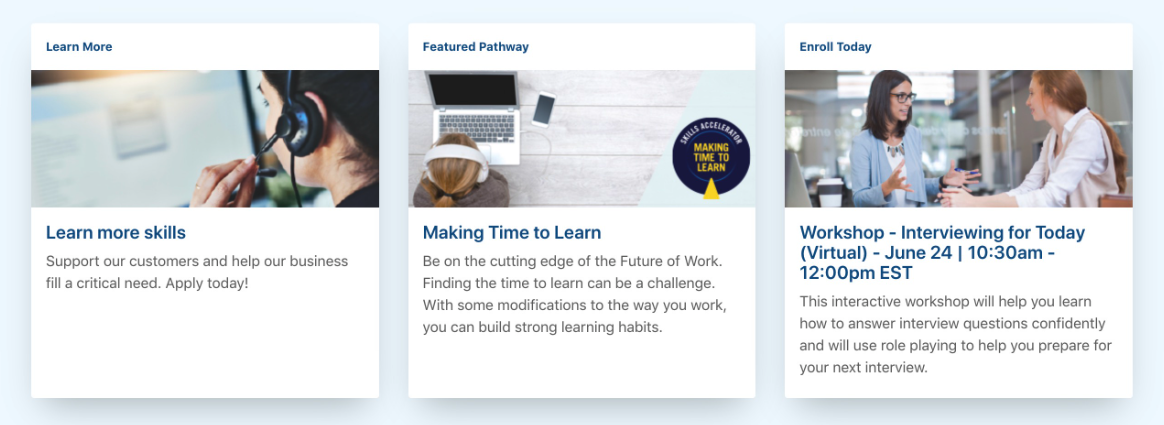 Learn More
Learn more skills
Support our customers and help our business
fill a critical need. Apply today!
Featured Pathway
SKILLS ACCELERATOR
MAKING
TIME TO
LEARN
Making Time to Learn
Be on the cutting edge of the Future of Work.
Finding the time to learn can be a challenge.
With some modifications to the way you work,
you can build strong learning habits.
Enroll Today
Workshop - Interviewing for Today
(Virtual) - June 24 | 10:30am -
12:00pm EST
This interactive workshop will help you learn
how to answer interview questions confidently
and will use role playing to help you prepare for
your next interview.